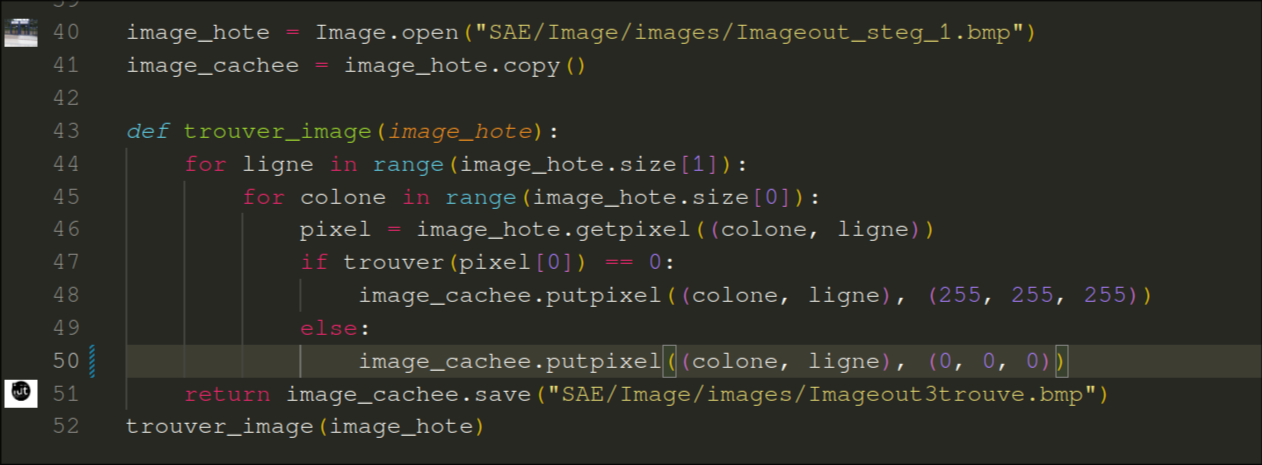 40 image_hote = Image.open("SAE/Image/images/Imageout_steg_1.bmp")
41 image_cachee = image_hote.copy()
42
43 def trouver_image(image_hote):
44     for ligne in range(image_hote.size[1]):
45         for colone in range(image_hote.size[0]):
46             pixel = image_hote.getpixel((colone, ligne))
47             if trouver(pixel[0]) == 0:
48                 image_cachee.putpixel((colone, ligne), (255, 255, 255))
49             else:
50                 image_cachee.putpixel((colone, ligne), (0, 0, 0))
51     return image_cachee.save("SAE/Image/images/Imageout3trouve.bmp")
52 trouver_image(image_hote)